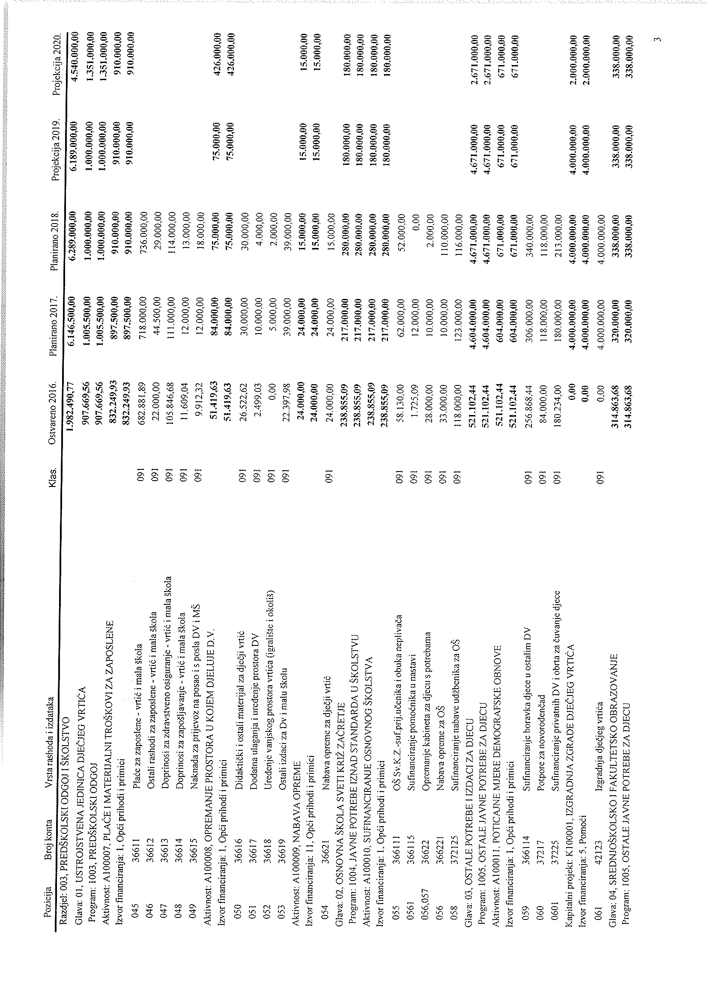 Pozicija Broj konta Vrsta rashoda i izdataka Klas. Ostvareno 2016. Planirano 2017. Planirano 2018. Projekcija 2019. Projekcija 2020.
Razdjel: 003, PREDŠKOLSKI ODGOJ I ŠKOLSTVO 1.982.490,77 6.146.500,00 6.289.000,00 6.189.000,00 4.540.000,00
Glava: 01, USTROJSTVENA JEDINICA DJEČJEG VRTIĆA 907.669,56 1.005.500,00 1.000.000,00 1.000.000,00 1.351.000,00
Program: 1003, PREDŠKOLSKI ODGOJ 907.669,56 1.005.500,00 1.000.000,00 1.000.000,00 1.351.000,00
Aktivnost: A100007, PLAĆE I MATERIJALNI TROŠKOVI ZA ZAPOSLENE 832.249,93 897.500,00 910.000,00 910.000,00 910.000,00
Izvor financiranja: 1, Opći prihodi i primici 832.249,93 897.500,00 910.000,00 910.000,00 910.000,00
045 36611 Plaće za zaposlene - vrtić i mala škola 091 682.881,89 718.000,00 736.000,00
046 36612 Ostali rashodi za zaposlene - vrtić i mala škola 091 22.000,00 44.500,00 29.000,00
047 36613 Doprinosi za zdravstveno osiguranje - vrtić i mala škola 091 105.846,68 111.000,00 114.000,00
048 36614 Doprinosi za zapošljavanje - vrtić i mala škola 091 11.609,04 12.000,00 13.000,00
049 36615 Naknada za prijevoz na posao i s posla DV i MŠ 091 9.912,32 12.000,00 18.000,00
Aktivnost: A100008, OPREMANJE PROSTORA U KOJEM DJELUJE D.V. 51.419,63 84.000,00 75.000,00 75.000,00 426.000,00
Izvor financiranja: 1, Opći prihodi i primici 51.419,63 84.000,00 75.000,00 75.000,00 426.000,00
050 36616 Didaktički i ostali materijal za dječji vrtić 091 26.522,62 30.000,00 30.000,00
051 36617 Dodatna ulaganja i uređenje prostora DV 091 2.499,03 10.000,00 4.000,00
052 36618 Uređenje vanjskog prostora vrtića (igralište i okoliš) 091 0,00 5.000,00 2.000,00
053 36619 Ostali izdaci za Dv i malu školu 091 22.397,98 39.000,00 39.000,00
Aktivnost: A100009, NABAVA OPREME 24.000,00 24.000,00 15.000,00 15.000,00 15.000,00
Izvor financiranja: 11, Opći prihodi i primici 24.000,00 24.000,00 15.000,00 15.000,00 15.000,00
054 36621 Nabava opreme za dječji vrtić 091 24.000,00 24.000,00 15.000,00
Glava: 02, OSNOVNA ŠKOLA SVETI KRIŽ ZAČRETJE 238.855,09 217.000,00 280.000,00 180.000,00 180.000,00
Program: 1004, JAVNE POTREBE IZNAD STANDARDA U ŠKOLSTVU 238.855,09 217.000,00 280.000,00 180.000,00 180.000,00
Aktivnost: A100010, SUFINANCIRANJE OSNOVNOG ŠKOLSTVA 238.855,09 217.000,00 280.000,00 180.000,00 180.000,00
Izvor financiranja: 1, Opći prihodi i primici 238.855,09 217.000,00 280.000,00 180.000,00 180.000,00
055 366111 OŠ Sv.K.Z.-suf.prij.učenika i obuka neplivača 091 58.130,00 62.000,00 52.000,00
0561 366115 Sufinanciranje pomoćnika u nastavi 091 1.725,09 12.000,00 0,00
056,057 36622 Opremanje kabineta za djecu s potrebama 091 28.000,00 10.000,00 2.000,00
056 366221 Nabava opreme za OŠ 091 33.000,00 10.000,00 110.000,00
058 372125 Sufinanciranje nabave udžbenika za OŠ 091 118.000,00 123.000,00 116.000,00
Glava: 03, OSTALE POTREBE I IZDACI ZA DJECU 521.102,44 4.604.000,00 4.671.000,00 4.671.000,00 2.671.000,00
Program: 1005, OSTALE JAVNE POTREBE ZA DJECU 521.102,44 4.604.000,00 4.671.000,00 4.671.000,00 2.671.000,00
Aktivnost: A100011, POTICAJNE MJERE DEMOGRAFSKE OBNOVE 521.102,44 604.000,00 671.000,00 671.000,00 671.000,00
Izvor financiranja: 1, Opći prihodi i primici 521.102,44 604.000,00 671.000,00 671.000,00 671.000,00
059 366114 Sufinanciranje boravka djece u ostalim DV 091 256.868,44 306.000,00 340.000,00
060 37217 Potpore za novorođenčad 091 84.000,00 118.000,00 118.000,00
0601 37225 Sufinanciranje privatnih DV i obrta za čuvanje djece 091 180.234,00 180.000,00 213.000,00
Kapitalni projekt: K100001, IZGRADNJA ZGRADE DJEČJEG VRTIĆA 0,00 4.000.000,00 4.000.000,00 4.000.000,00 2.000.000,00
Izvor financiranja: 5, Pomoći 0,00 4.000.000,00 4.000.000,00 4.000.000,00 2.000.000,00
061 42123 Izgradnja dječjeg vrtića 091 0,00 4.000.000,00 4.000.000,00
Glava: 04, SREDNJOŠKOLSKO I FAKULTETSKO OBRAZOVANJE 314.863,68 320.000,00 338.000,00 338.000,00 338.000,00
Program: 1005, OSTALE JAVNE POTREBE ZA DJECU 314.863,68 320.000,00 338.000,00 338.000,00 338.000,00
3